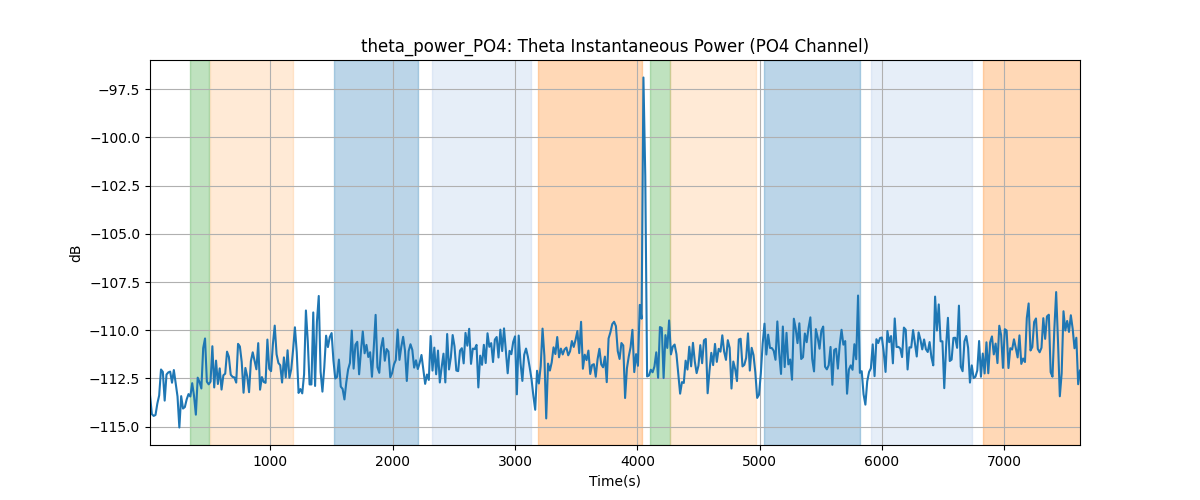 theta_power_PO4: Theta Instantaneous Power (PO4 Channel)
dB
−97.5
−100.0
−102.5
−105.0
−107.5
−110.0
−112.5
−115.0
1000 2000 3000 4000 5000 6000 7000
Time(s)